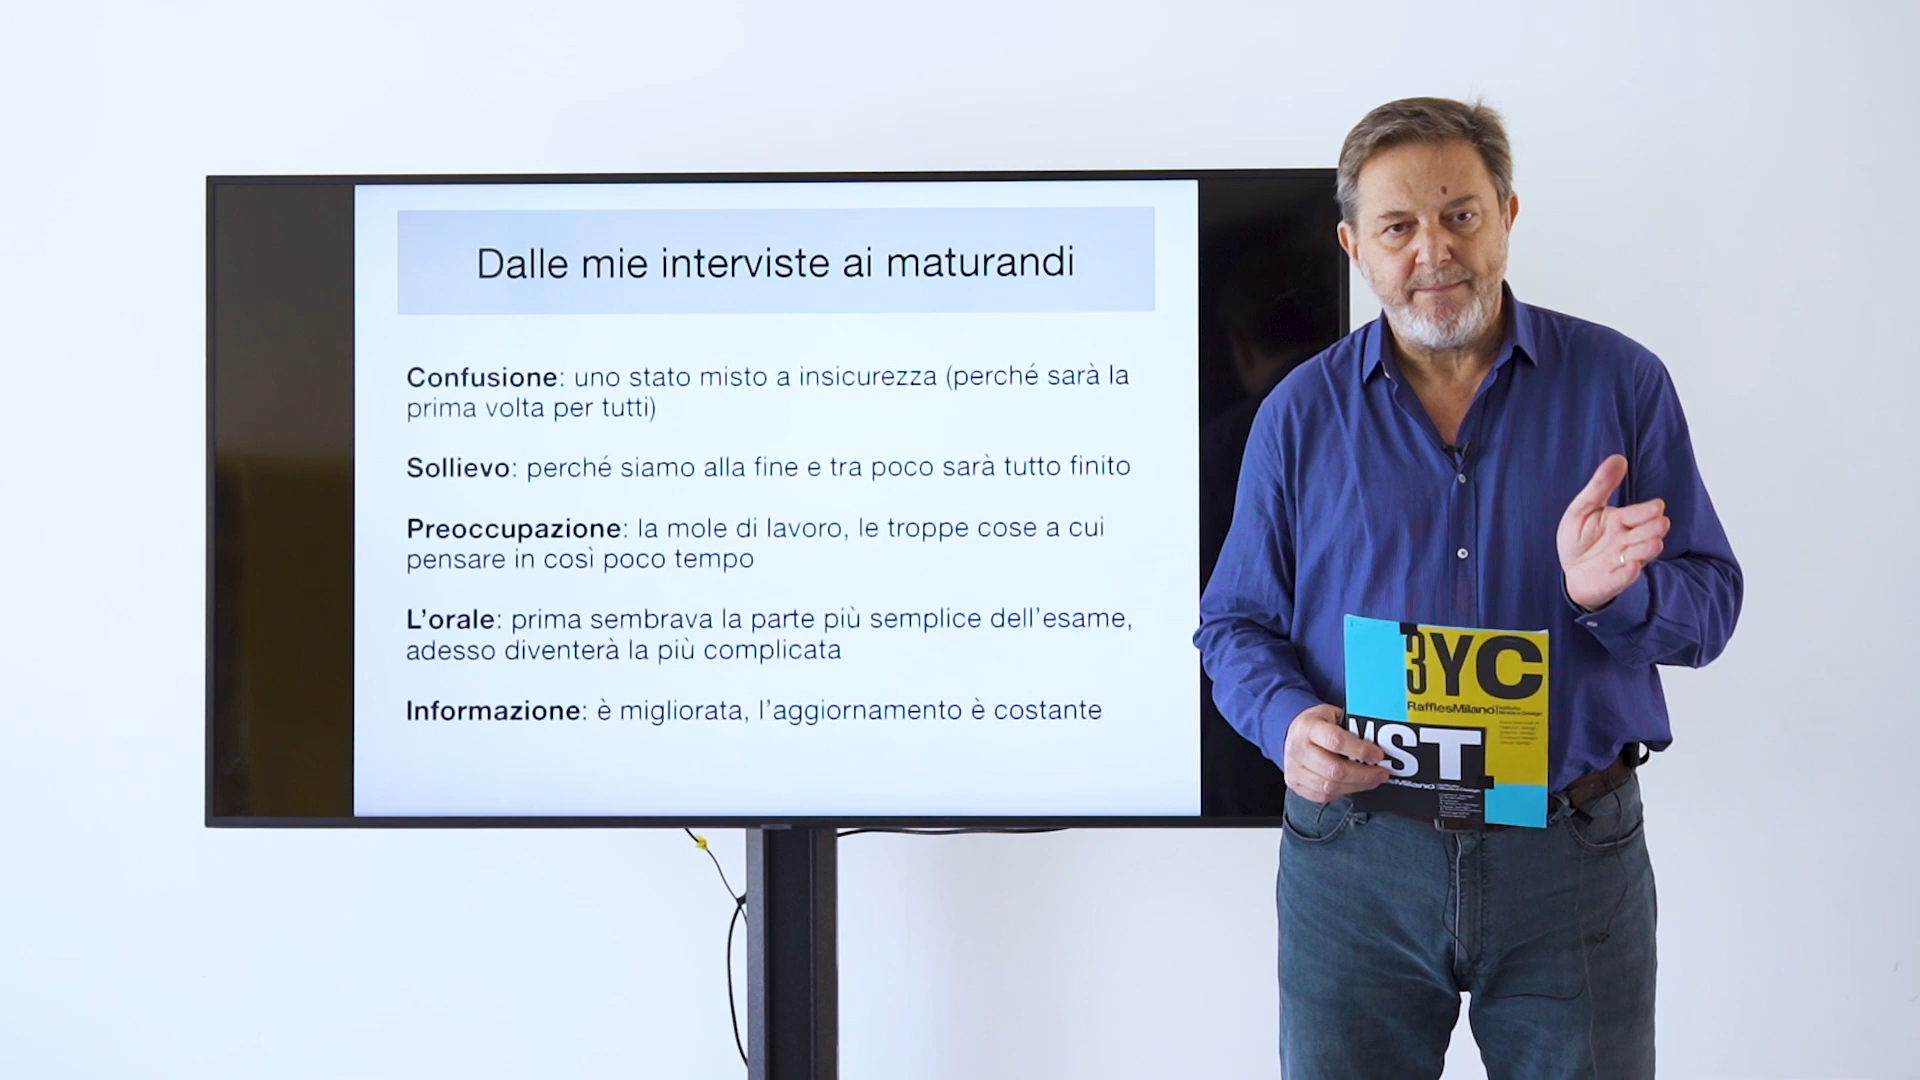 Dalle mie interviste ai maturandi
Confusione: uno stato misto a insicurezza (perché sarà la
prima volta per tutti)
Sollievo: perché siamo alla fine e tra poco sarà tutto finito
Preoccupazione: la mole di lavoro, le troppe cose a cui
pensare in così poco tempo
L'orale: prima sembrava la parte più semplice dell'esame,
adesso diventerà la più complicata
Informazione: è migliorata, l'aggiornamento è costante
3YC
RafflesMilano
ST